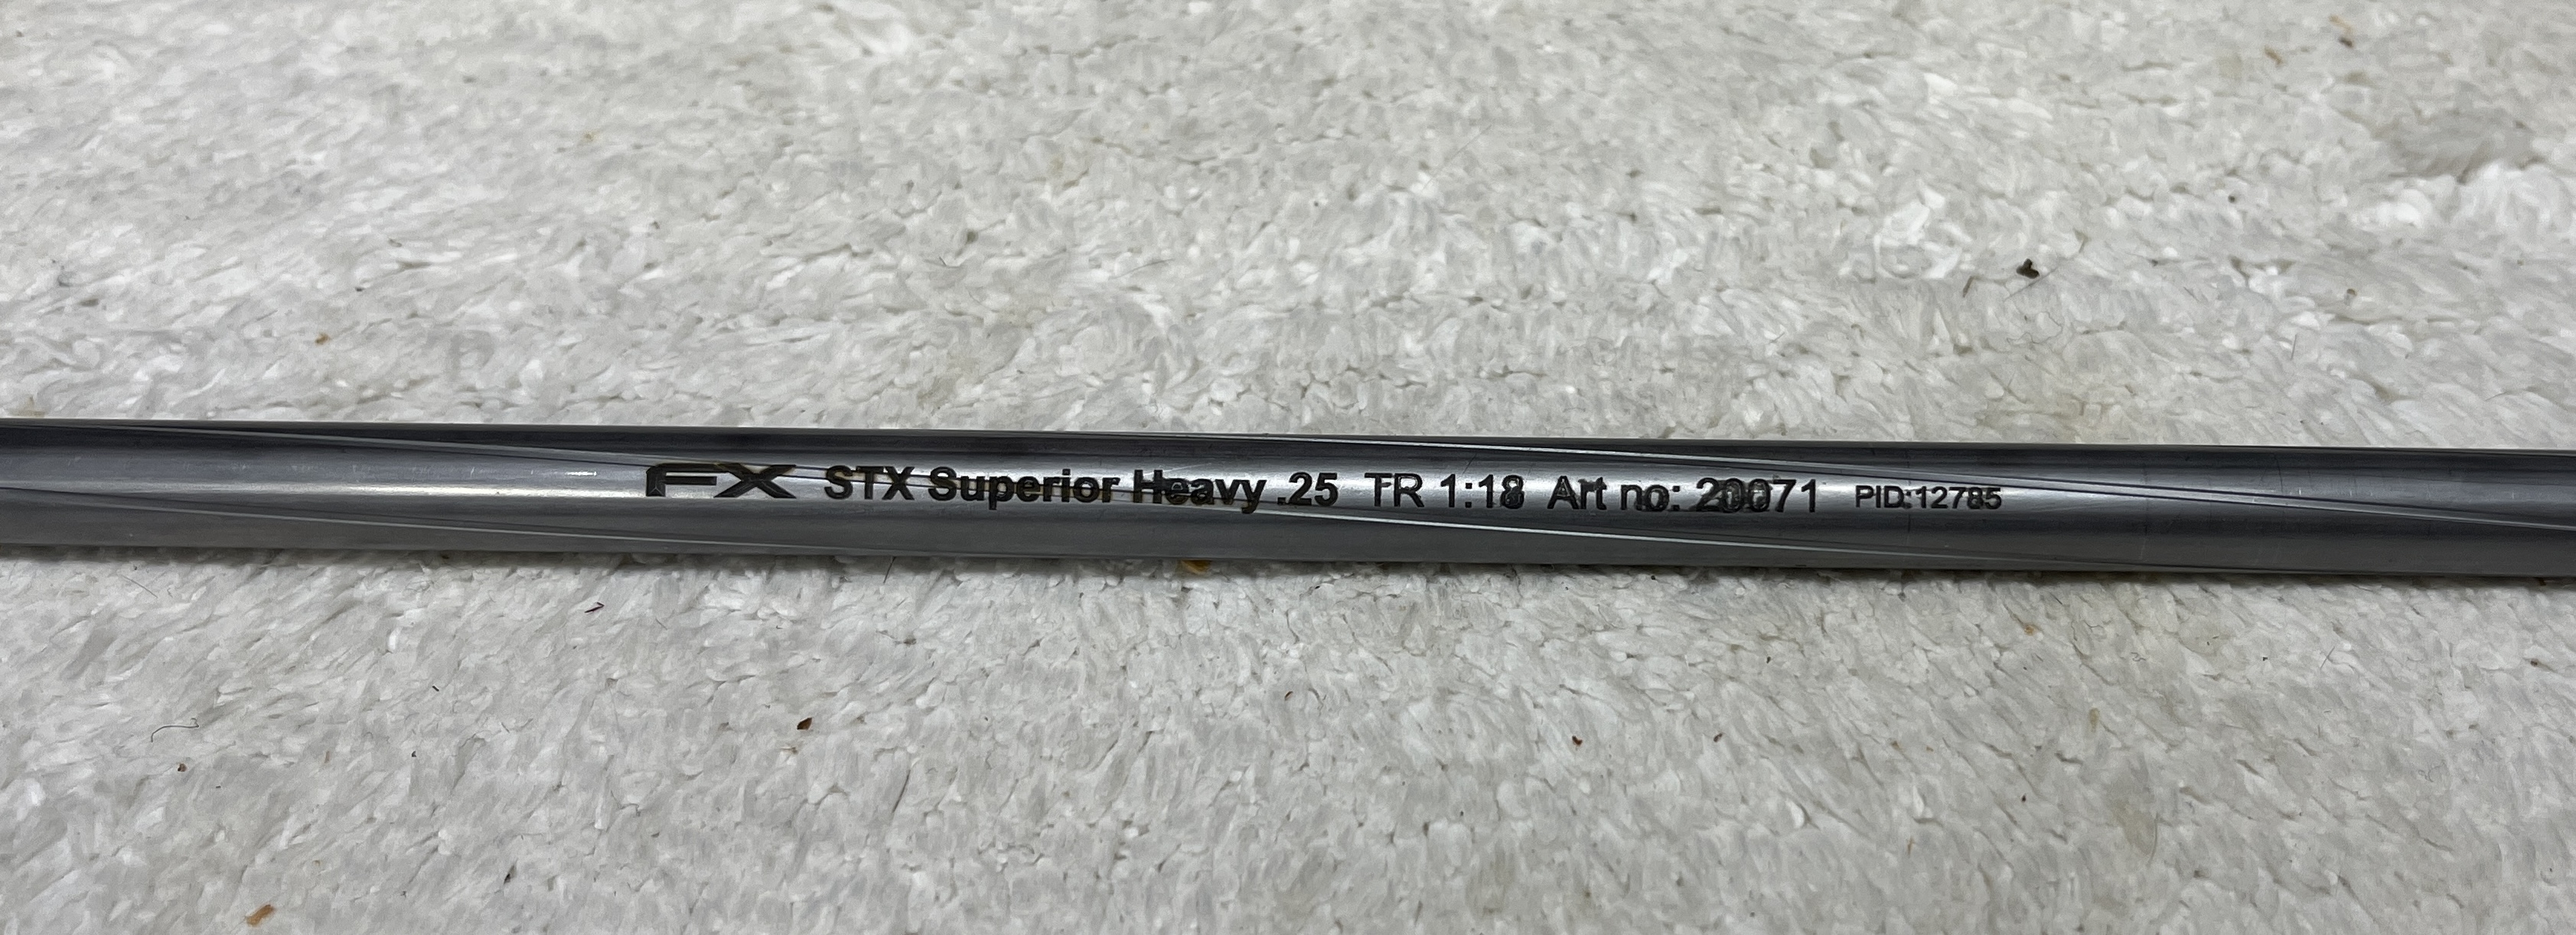 FX STX Superior Heavy .25 TR 1:18 Art no: 20071 PID:12785